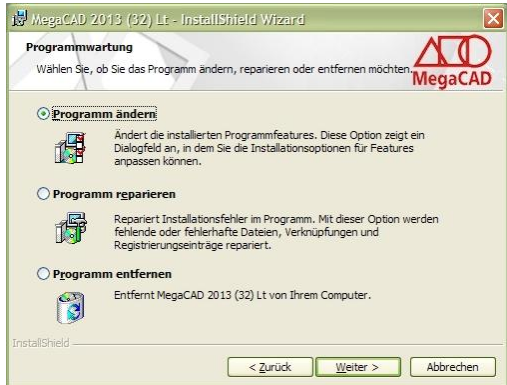 MegaCAD 2013 (32) Lt - InstallShield Wizard
Programmwartung
Wählen Sie, ob Sie das Programm ändern, reparieren oder entfernen möchten.
MegaCAD
Programm ändern
Ändert die installierten Programmfeatures. Diese Option zeigt ein
Dialogfeld an, in dem Sie die Installationsoptionen für Features
anpassen können.
Programm reparieren
Repariert Installationsfehler im Programm. Mit dieser Option werden
fehlende oder fehlerhafte Dateien, Verknüpfungen und
Registrierungseinträge repariert.
Programm entfernen
Entfernt MegaCAD 2013 (32) Lt von Ihrem Computer.
InstallShield
< Zurück Weiter > Abbrechen